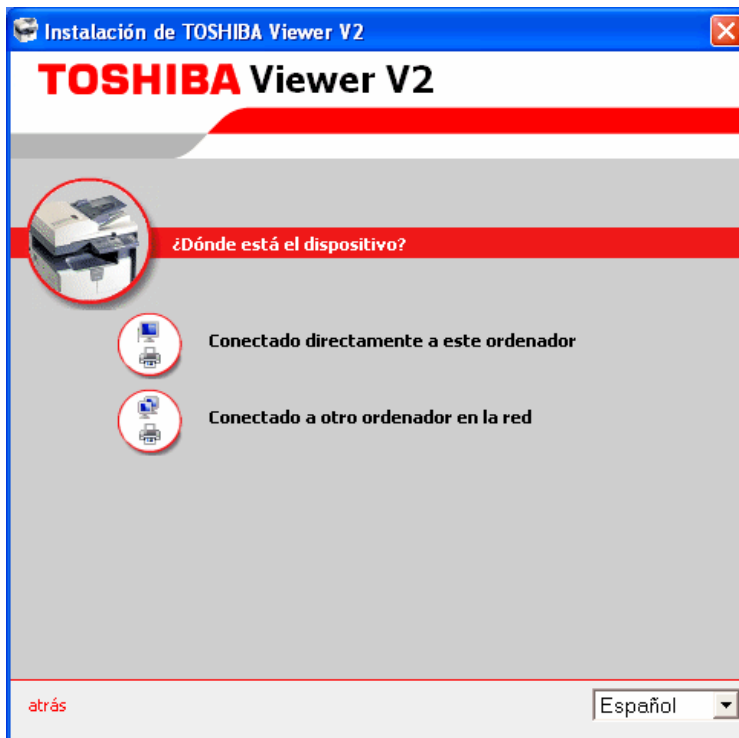 Instalación de TOSHIBA Viewer V2
TOSHIBA Viewer V2
¿Dónde está el dispositivo?
Conectado directamente a este ordenador
Conectado a otro ordenador en la red
atrás
Español